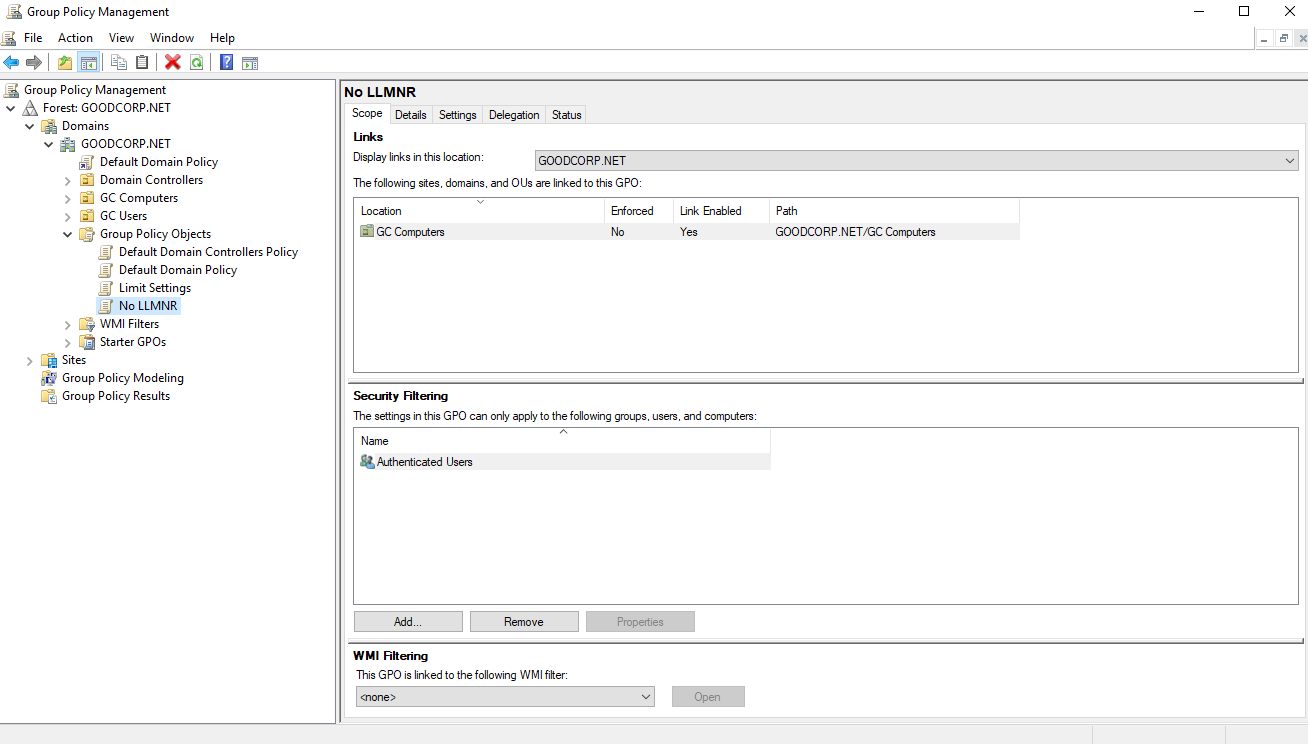 Group Policy Management
File Action View Window Help
Group Policy Management
Forest: GOODCORP.NET
Domains
GOODCORP.NET
Default Domain Policy
Domain Controllers
GC Computers
GC Users
Group Policy Objects
Default Domain Controllers Policy
Default Domain Policy
Limit Settings
No LLMNR
WMI Filters
Starter GPOs
Sites
Group Policy Modeling
Group Policy Results
No LLMNR
Scope Details Settings Delegation Status
Links
Display links in this location: GOODCORP.NET
The following sites, domains, and OUs are linked to this GPO:
Location Enforced Link Enabled Path
GC Computers No Yes GOODCORP.NET/GC Computers
Security Filtering
The settings in this GPO can only apply to the following groups, users, and computers:
Name
Authenticated Users
Add... Remove Properties
WMI Filtering
This GPO is linked to the following WMI filter:
<none> Open